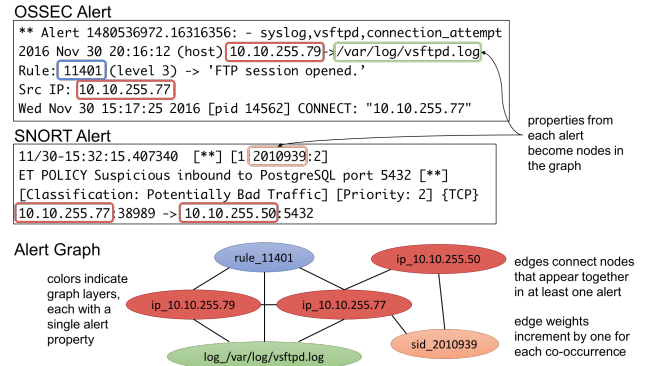 OSSEC Alert
** Alert 1480536972.16316356: - syslog,vsftpd,connection_attempt
2016 Nov 30 20:16:12 (host) 10.10.255.79->/var/log/vsftpd.log
Rule: 11401 (level 3) -> 'FTP session opened.’
Src IP: 10.10.255.77
Wed Nov 30 15:17:25 2016 [pid 14562] CONNECT: "10.10.255.77"
properties from
each alert
become nodes in
the graph
SNORT Alert
11/30-15:32:15.407340 [**] [1:2010939:2]
ET POLICY Suspicious inbound to PostgreSQL port 5432 [**]
[Classification: Potentially Bad Traffic] [Priority: 2] {TCP}
10.10.255.77:38989 -> 10.10.255.50:5432
Alert Graph
colors indicate
graph layers,
each with a
single alert
property
rule_11401
ip_10.10.255.50
ip_10.10.255.79
ip_10.10.255.77
log_/var/log/vsftpd.log
sid_2010939
edges connect nodes
that appear together
in at least one alert
edge weights
increment by one for
each co-occurrence